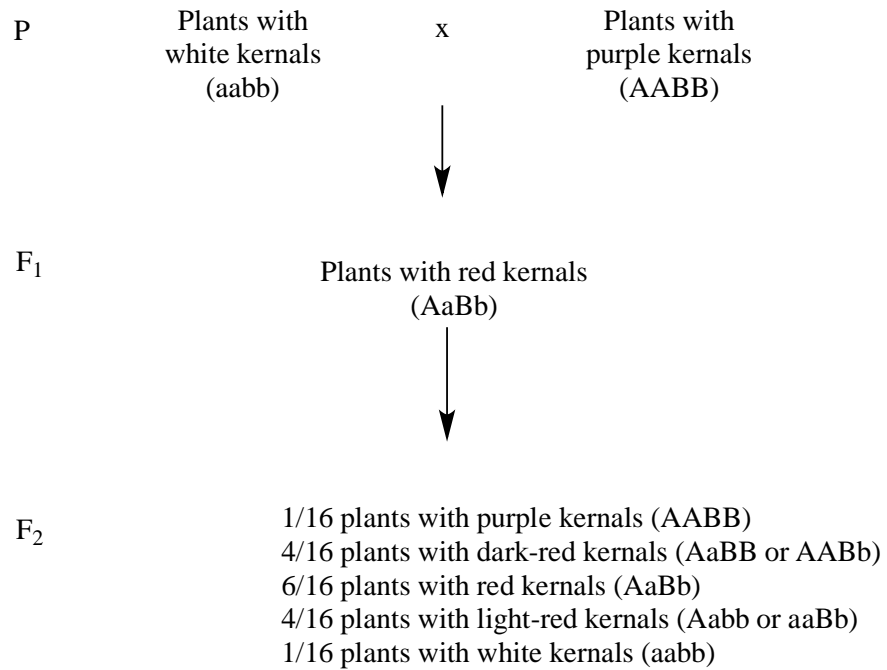 P
Plants with x Plants with
white kernals purple kernals
(aabb) (AABB)
F₁
Plants with red kernals
(AaBb)
F₂
1/16 plants with purple kernals (AABB)
4/16 plants with dark-red kernals (AaBB or AABb)
6/16 plants with red kernals (AaBb)
4/16 plants with light-red kernals (Aabb or aaBb)
1/16 plants with white kernals (aabb)